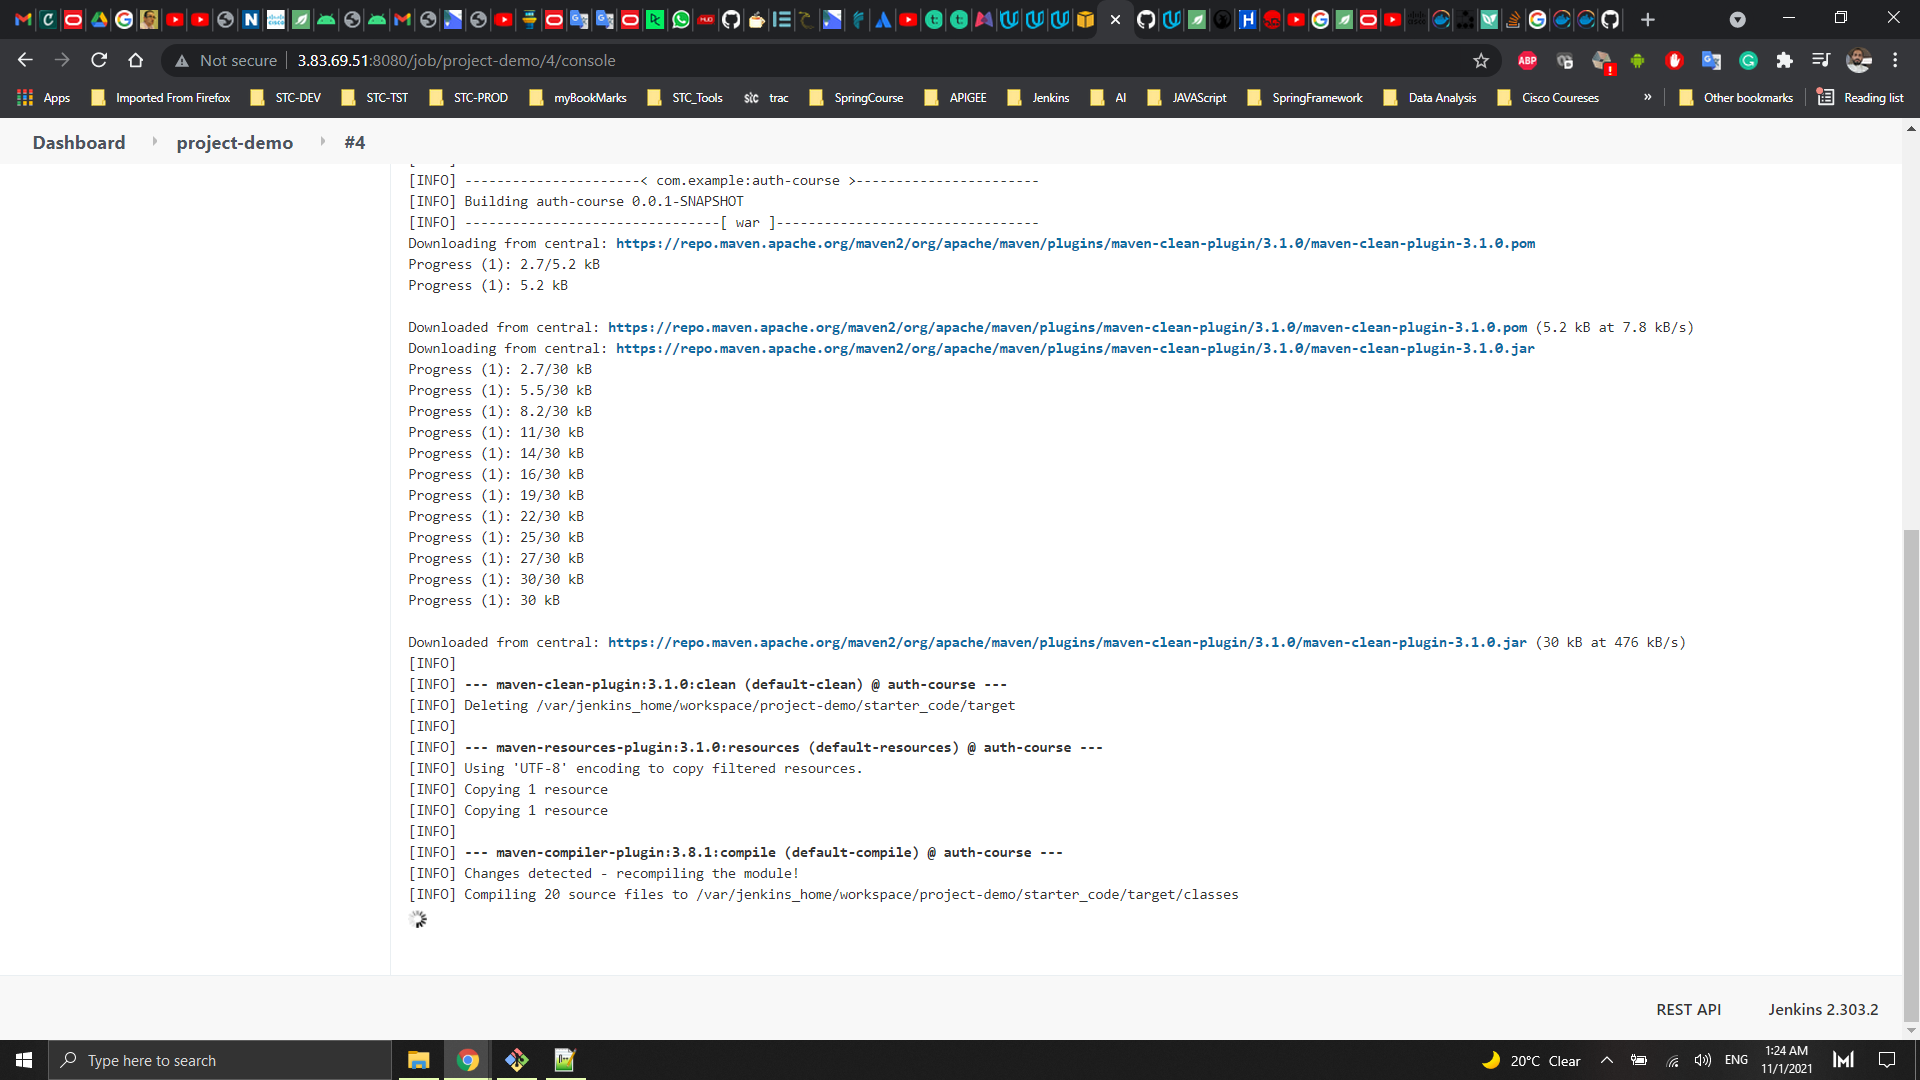 Not secure
3.83.69.51:8080/job/project-demo/4/console
ABP
Apps
Imported From Firefox
STC-DEV
STC-TST
STC-PROD
myBookMarks
STC_Tools
stc trac
SpringCourse
APIGEE
Jenkins
AI
JAVAScript
SpringFramework
Data Analysis
Cisco Coureses
»
Other bookmarks
Reading list
Dashboard
project-demo
#4
[INFO] ----------------------< com.example:auth-course >-----------------------
[INFO] Building auth-course 0.0.1-SNAPSHOT
[INFO] --------------------------------[ war ]---------------------------------
Downloading from central: https://repo.maven.apache.org/maven2/org/apache/maven/plugins/maven-clean-plugin/3.1.0/maven-clean-plugin-3.1.0.pom
Progress (1): 2.7/5.2 kB
Progress (1): 5.2 kB
Downloaded from central: https://repo.maven.apache.org/maven2/org/apache/maven/plugins/maven-clean-plugin/3.1.0/maven-clean-plugin-3.1.0.pom (5.2 kB at 7.8 kB/s)
Downloading from central: https://repo.maven.apache.org/maven2/org/apache/maven/plugins/maven-clean-plugin/3.1.0/maven-clean-plugin-3.1.0.jar
Progress (1): 2.7/30 kB
Progress (1): 5.5/30 kB
Progress (1): 8.2/30 kB
Progress (1): 11/30 kB
Progress (1): 14/30 kB
Progress (1): 16/30 kB
Progress (1): 19/30 kB
Progress (1): 22/30 kB
Progress (1): 25/30 kB
Progress (1): 27/30 kB
Progress (1): 30/30 kB
Progress (1): 30 kB
Downloaded from central: https://repo.maven.apache.org/maven2/org/apache/maven/plugins/maven-clean-plugin/3.1.0/maven-clean-plugin-3.1.0.jar (30 kB at 476 kB/s)
[INFO]
[INFO] --- maven-clean-plugin:3.1.0:clean (default-clean) @ auth-course ---
[INFO] Deleting /var/jenkins_home/workspace/project-demo/starter_code/target
[INFO]
[INFO] --- maven-resources-plugin:3.1.0:resources (default-resources) @ auth-course ---
[INFO] Using 'UTF-8' encoding to copy filtered resources.
[INFO] Copying 1 resource
[INFO] Copying 1 resource
[INFO]
[INFO] --- maven-compiler-plugin:3.8.1:compile (default-compile) @ auth-course ---
[INFO] Changes detected - recompiling the module!
[INFO] Compiling 20 source files to /var/jenkins_home/workspace/project-demo/starter_code/target/classes
REST API
Jenkins 2.303.2
Type here to search
20°C Clear
ENG
1:24 AM
11/1/2021